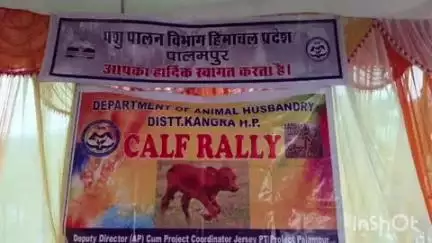 पशु पालन विभाग हिमाचल प्रदेश
पालमपुर
आपका हार्दिक स्वागत करता है।
DEPARTMENT OF ANIMAL HUSBANDRY
DISTT.KANGRA H.P.
CALF RALLY
Deputy Director (AP) Cum Project Coordinator Jersey PT Project Palampur
InShOt